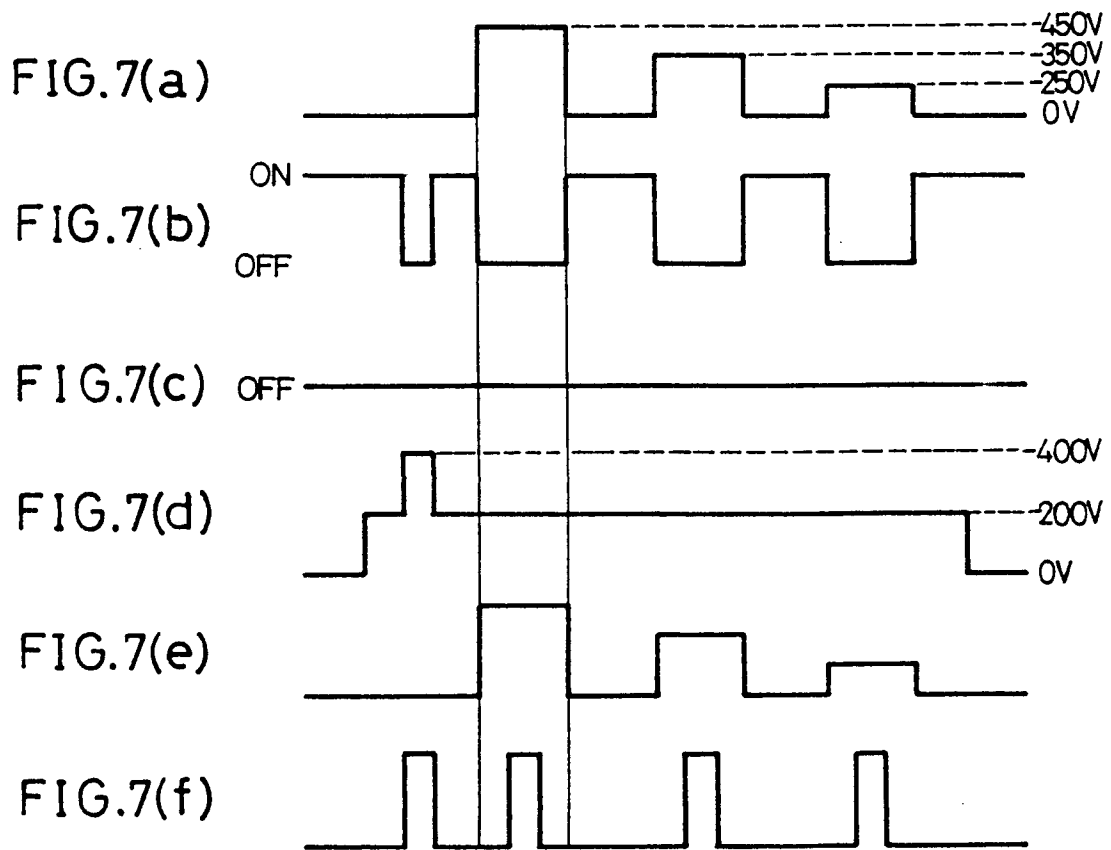 -450V
-350V
FIG.7(a)
-250V
0V
ON
FIG.7(b)
OFF
FIG.7(c)
OFF
-400V
FIG.7(d)
-200V
0V
FIG.7(e)
FIG.7(f)